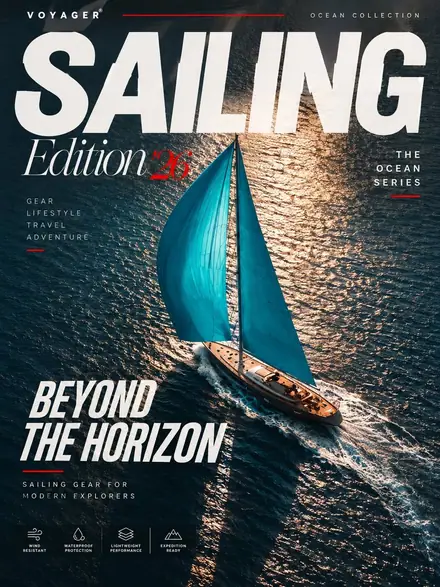 VOYAGER®
OCEAN COLLECTION
SAILING
Edition '26
THE
OCEAN
SERIES
GEAR
LIFESTYLE
TRAVEL
ADVENTURE
BEYOND
THE HORIZON
SAILING GEAR FOR
MODERN EXPLORERS
WIND
RESISTANT
WATERPROOF
PROTECTION
LIGHTWEIGHT
PERFORMANCE
EXPEDITION
READY